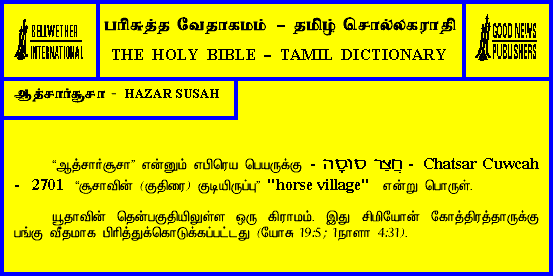 BELLWETHER
INTERNATIONAL
பரிசுத்த வேதாகமம் – தமிழ் சொல்லகராதி
THE HOLY BIBLE – TAMIL DICTIONARY
GOOD NEWS
PUBLISHERS
ஆத்சார்சூசா - HAZAR SUSAH
“ஆத்சார்சூசா” என்னும் எபிரெய பெயருக்கு - חֲצַר סוּסָה - Chatsar Cuwcah
- 2701 “சூசாவின் (குதிரை) குடியிருப்பு” "horse village" என்று பொருள்.
யூதாவின் தென்பகுதியிலுள்ள ஒரு கிராமம். இது சிமியோன் கோத்திரத்தாருக்கு
பங்கு வீதமாக பிரித்துக்கொடுக்கப்பட்டது (யோசு 19:5; 1நாளா 4:31).